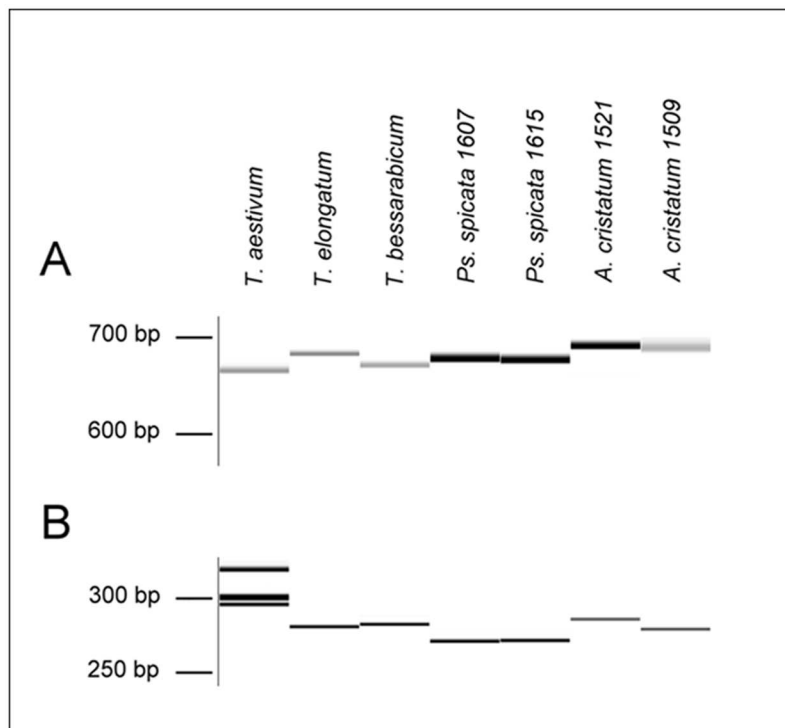 T. aestivum
T. elongatum
T. bessarabicum
Ps. spicata 1607
Ps. spicata 1615
A. cristatum 1521
A. cristatum 1509
A
700 bp
600 bp
B
300 bp
250 bp